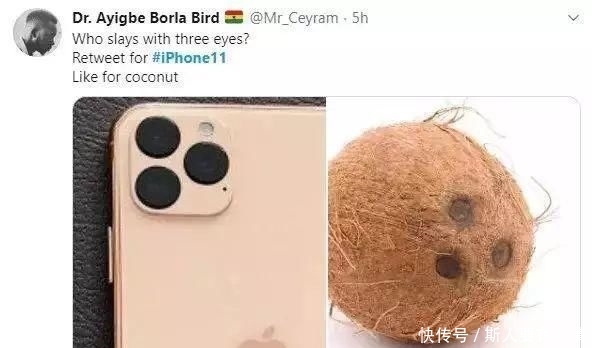 Dr. Ayigbe Borla Bird 🇬🇭 @Mr_Ceyram · 5h
Who slays with three eyes?
Retweet for #iPhone11
Like for coconut
快传号 / 斯人